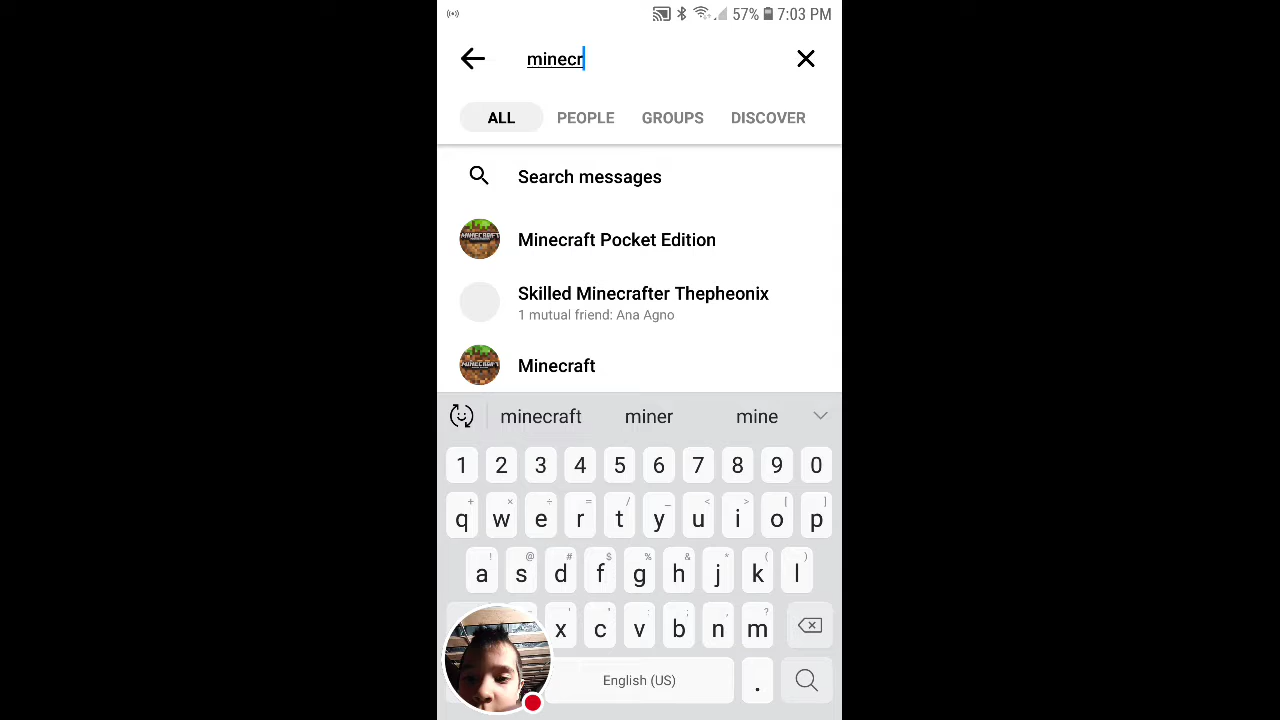 57% 7:03 PM
minecr
ALL PEOPLE GROUPS DISCOVER
Search messages
Minecraft Pocket Edition
Skilled Minecrafter Thepheonix
1 mutual friend: Ana Agno
Minecraft
minecraft miner mine
1 2 3 4 5 6 7 8 9 0
+ × ÷ = / _ < > [ ]
q w e r t y u i o p
! @ # $ % & * ( )
a s d f g h j k l
- ' " : ; , ?
x c v b n m
English (US) .